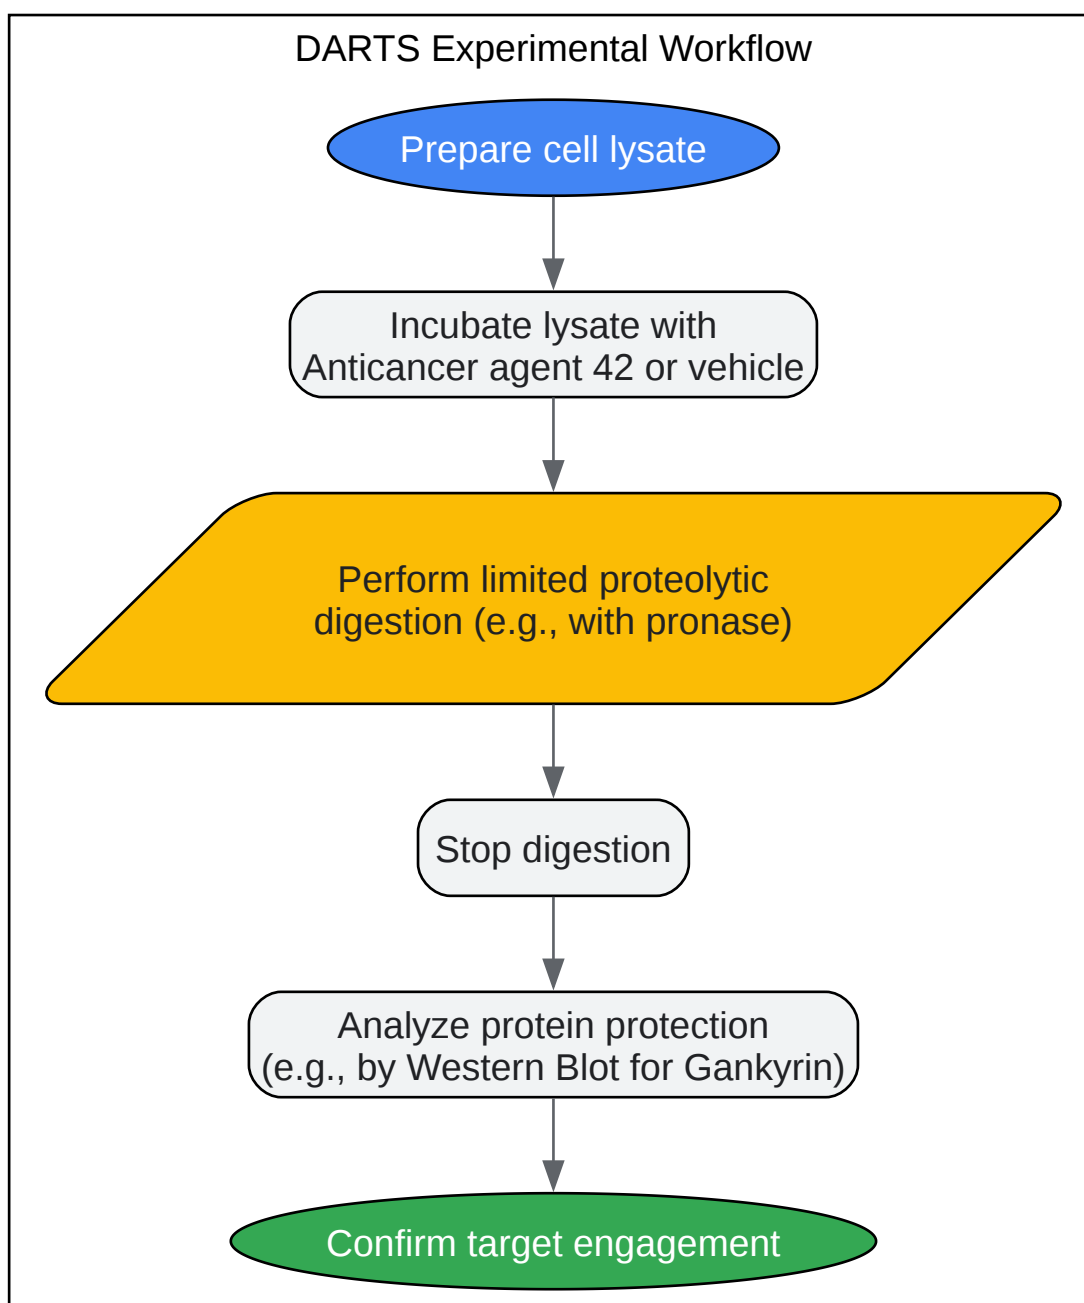 DARTS Experimental Workflow
Prepare cell lysate
Incubate lysate with
Anticancer agent 42 or vehicle
Perform limited proteolytic
digestion (e.g., with pronase)
Stop digestion
Analyze protein protection
(e.g., by Western Blot for Gankyrin)
Confirm target engagement